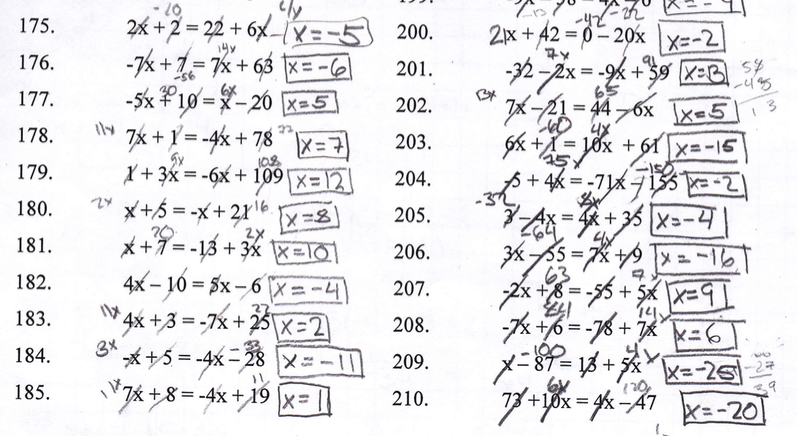 175. 2x + 2 = 22 + 6x x = -5
176. -7x + 7 = 7x + 63 x = -6
177. -5x + 10 = x - 20 x = 5
178. 7x + 1 = -4x + 78 x = 7
179. 1 + 3x = -6x + 109 x = 12
180. x + 5 = -x + 21 x = 8
181. x + 7 = -13 + 3x x = 10
182. 4x - 10 = 5x - 6 x = -4
183. 4x + 3 = -7x + 25 x = 2
184. -x + 5 = -4x - 28 x = -11
185. 7x + 8 = -4x + 19 x = 1
200. 21x + 42 = 0 - 20x x = -2
201. -32 - 2x = -9x + 59 x = 13
202. 7x - 21 = 44 - 6x x = 5
203. 6x + 1 = 10x + 61 x = -15
204. -5 + 4x = -71x - 155 x = -2
205. 3 - 4x = 4x + 35 x = -4
206. 3x - 55 = 7x + 9 x = -16
207. -2x + 8 = -55 + 5x x = 9
208. -7x + 6 = -78 + 7x x = 6
209. x - 87 = 13 + 5x x = -25
210. 73 + 10x = 4x - 47 x = -20